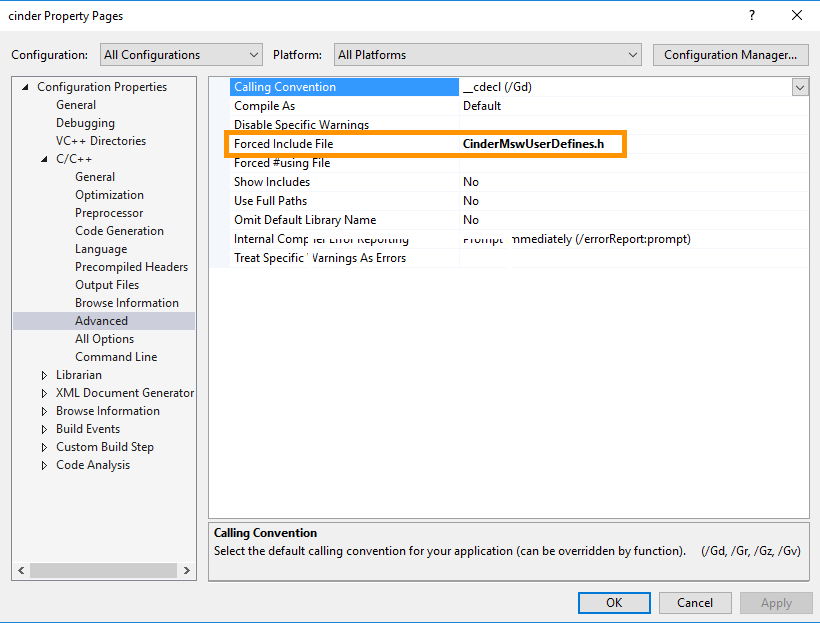 cinder Property Pages
Configuration: All Configurations Platform: All Platforms Configuration Manager...
Configuration Properties
General
Debugging
VC++ Directories
C/C++
General
Optimization
Preprocessor
Code Generation
Language
Precompiled Headers
Output Files
Browse Information
Advanced
All Options
Command Line
Librarian
XML Document Generator
Browse Information
Build Events
Custom Build Step
Code Analysis
Calling Convention __cdecl (/Gd)
Compile As Default
Disable Specific Warnings
Forced Include File CinderMswUserDefines.h
Forced #using File
Show Includes No
Use Full Paths No
Omit Default Library Name No
Internal Compiler Error Reporting Prompt immediately (/errorReport:prompt)
Treat Specific Warnings As Errors
Calling Convention
Select the default calling convention for your application (can be overridden by function). (/Gd, /Gr, /Gz, /Gv)
OK Cancel Apply